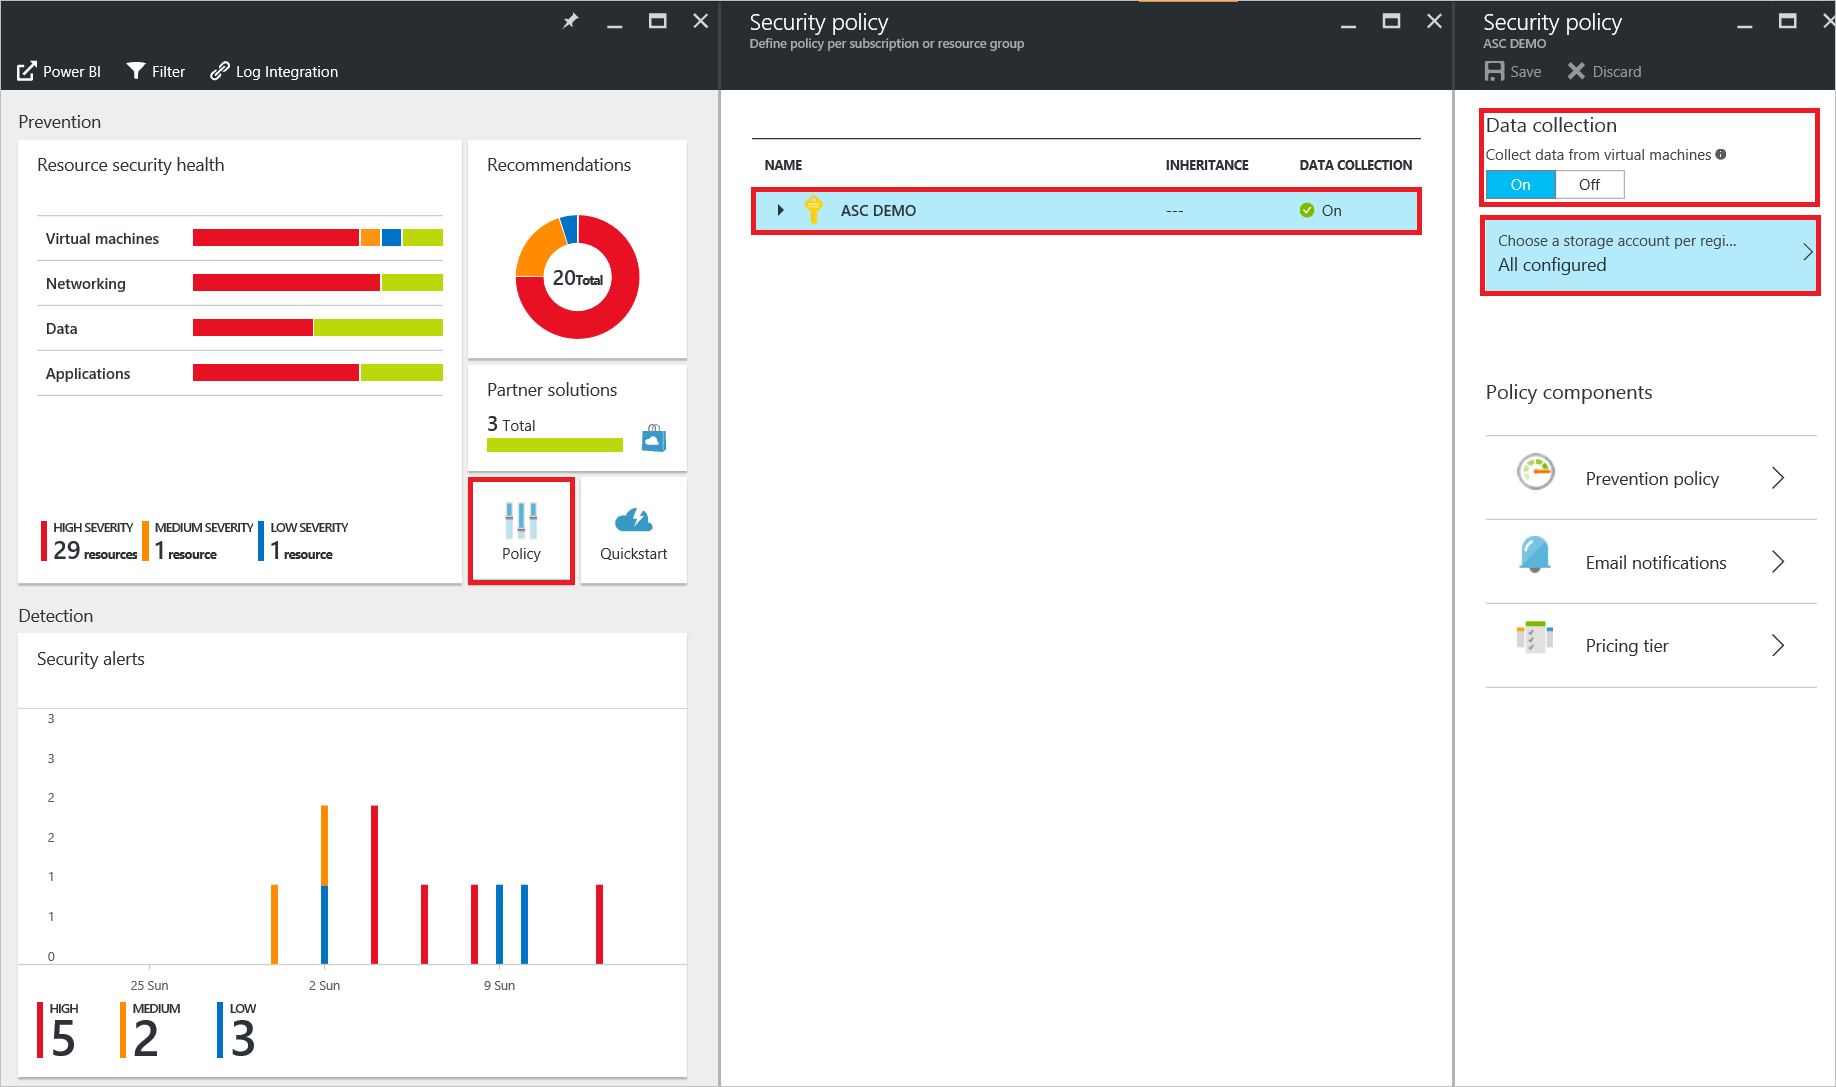 Power BI
Filter
Log Integration
Prevention
Resource security health
Virtual machines
Networking
Data
Applications
HIGH SEVERITY
29 resources
MEDIUM SEVERITY
1 resource
LOW SEVERITY
1 resource
Recommendations
20 Total
Partner solutions
3 Total
Policy
Quickstart
Detection
Security alerts
3
3
2
2
1
1
0
25 Sun
2 Sun
9 Sun
HIGH
5
MEDIUM
2
LOW
3
Security policy
Define policy per subscription or resource group
NAME INHERITANCE DATA COLLECTION
ASC DEMO --- On
Security policy
ASC DEMO
Save Discard
Data collection
Collect data from virtual machines
On Off
Choose a storage account per regi...
All configured
Policy components
Prevention policy
Email notifications
Pricing tier